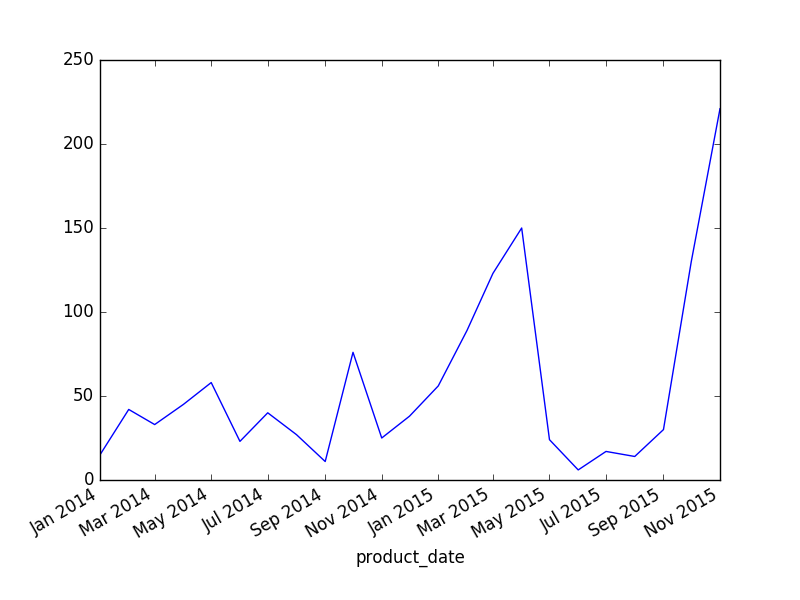 250
200
150
100
50
0
Jan 2014
Mar 2014
May 2014
Jul 2014
Sep 2014
Nov 2014
Jan 2015
Mar 2015
May 2015
Jul 2015
Sep 2015
Nov 2015
product_date